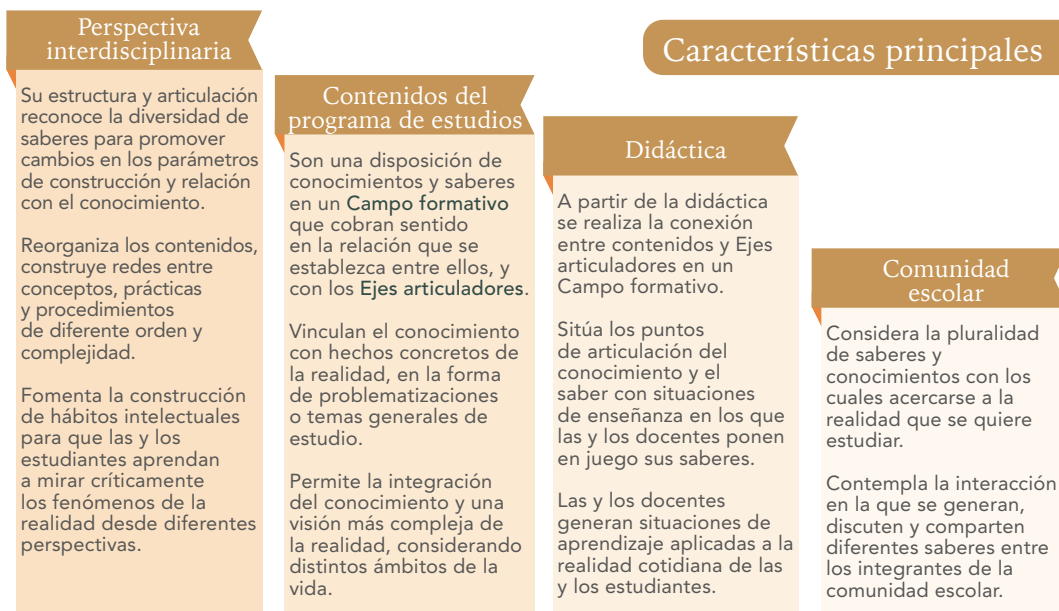 Características principales
Perspectiva
interdisciplinaria
Su estructura y articulación
reconoce la diversidad de
saberes para promover
cambios en los parámetros
de construcción y relación
con el conocimiento.
Reorganiza los contenidos,
construye redes entre
conceptos, prácticas
y procedimientos
de diferente orden y
complejidad.
Fomenta la construcción
de hábitos intelectuales
para que las y los
estudiantes aprendan
a mirar críticamente
los fenómenos de la
realidad desde diferentes
perspectivas.
Contenidos del
programa de estudios
Son una disposición de
conocimientos y saberes
en un Campo formativo
que cobran sentido
en la relación que se
establezca entre ellos, y
con los Ejes articuladores.
Vinculan el conocimiento
con hechos concretos de
la realidad, en la forma
de problematizaciones
o temas generales de
estudio.
Permite la integración
del conocimiento y una
visión más compleja de
la realidad, considerando
distintos ámbitos de la
vida.
Didáctica
A partir de la didáctica
se realiza la conexión
entre contenidos y Ejes
articuladores en un
Campo formativo.
Sitúa los puntos
de articulación del
conocimiento y el
saber con situaciones
de enseñanza en los que
las y los docentes ponen
en juego sus saberes.
Las y los docentes
generan situaciones de
aprendizaje aplicadas a la
realidad cotidiana de las
y los estudiantes.
Comunidad
escolar
Considera la pluralidad
de saberes y
conocimientos con los
cuales acercarse a la
realidad que se quiere
estudiar.
Contempla la interacción
en la que se generan,
discuten y comparten
diferentes saberes entre
los integrantes de la
comunidad escolar.